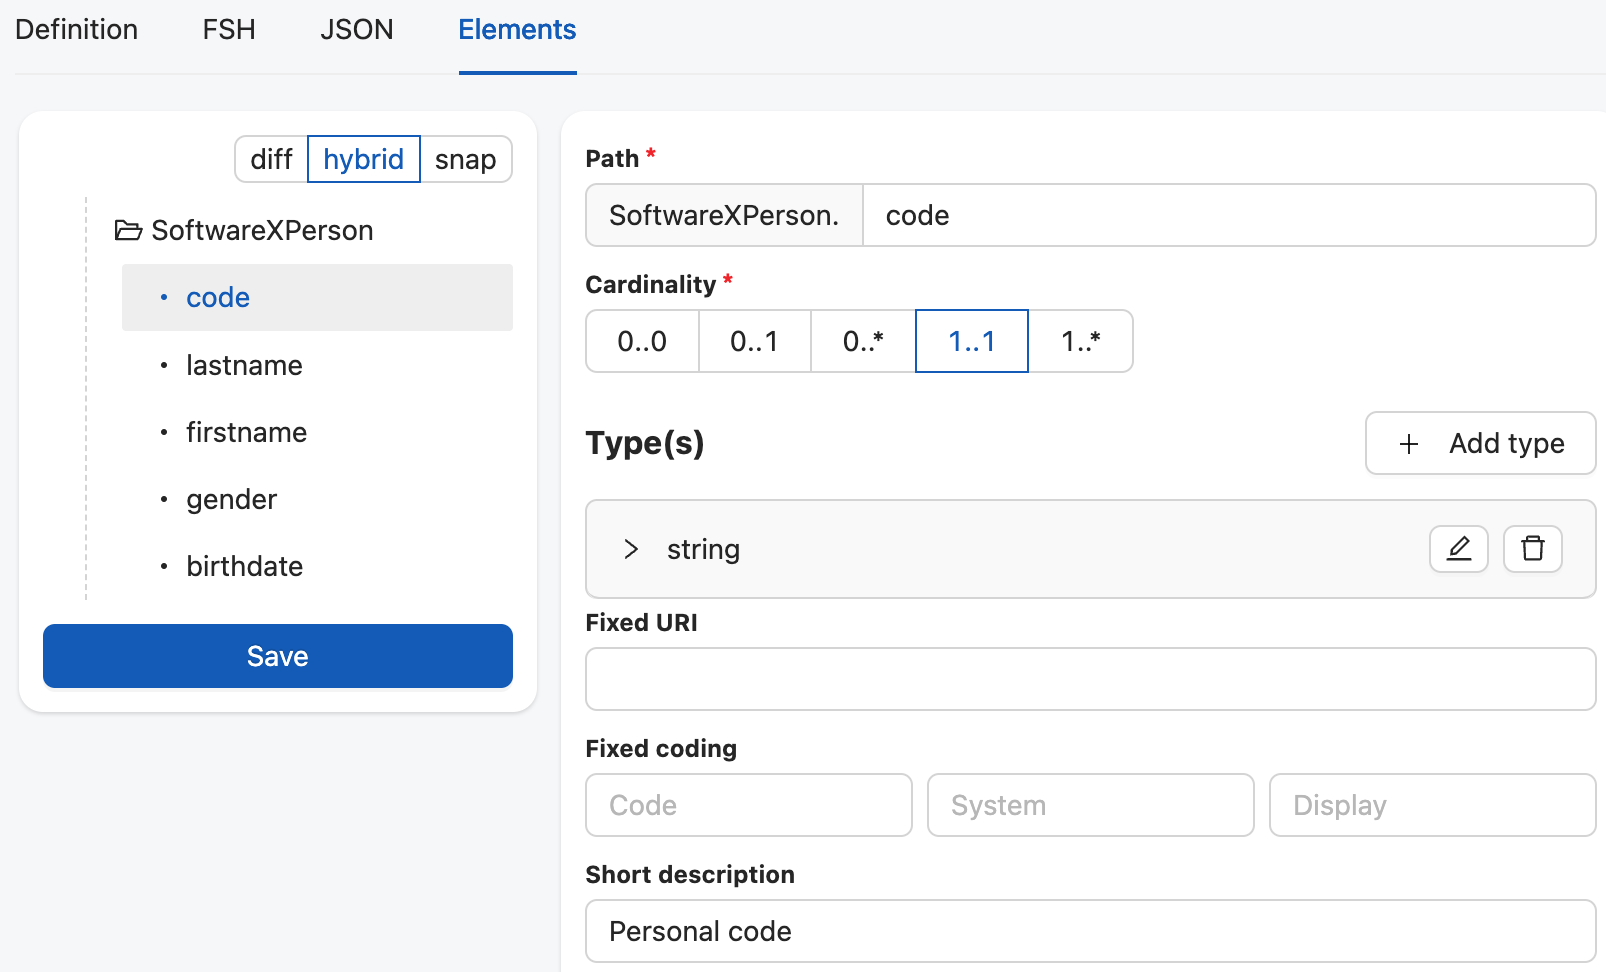 Definition FSH JSON Elements
diff hybrid snap
SoftwareXPerson
code
lastname
firstname
gender
birthdate
Save
Path *
SoftwareXPerson. code
Cardinality *
0..0 0..1 0..* 1..1 1..*
Type(s)
+ Add type
string
Fixed URI
Fixed coding
Code System Display
Short description
Personal code